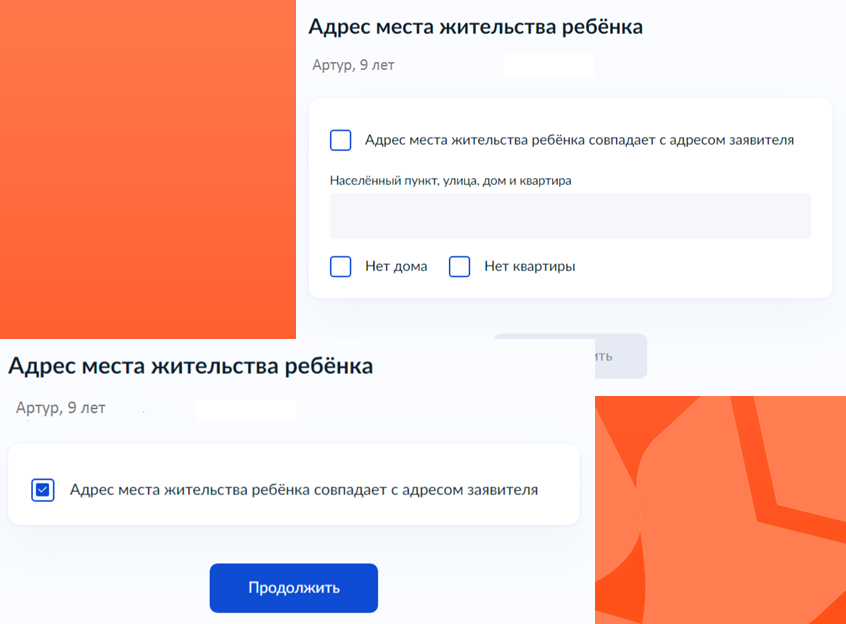 Адрес места жительства ребёнка
Артур, 9 лет
Адрес места жительства ребёнка совпадает с адресом заявителя
Населённый пункт, улица, дом и квартира
Нет дома
Нет квартиры
Адрес места жительства ребёнка
Артур, 9 лет
Адрес места жительства ребёнка совпадает с адресом заявителя
Продолжить